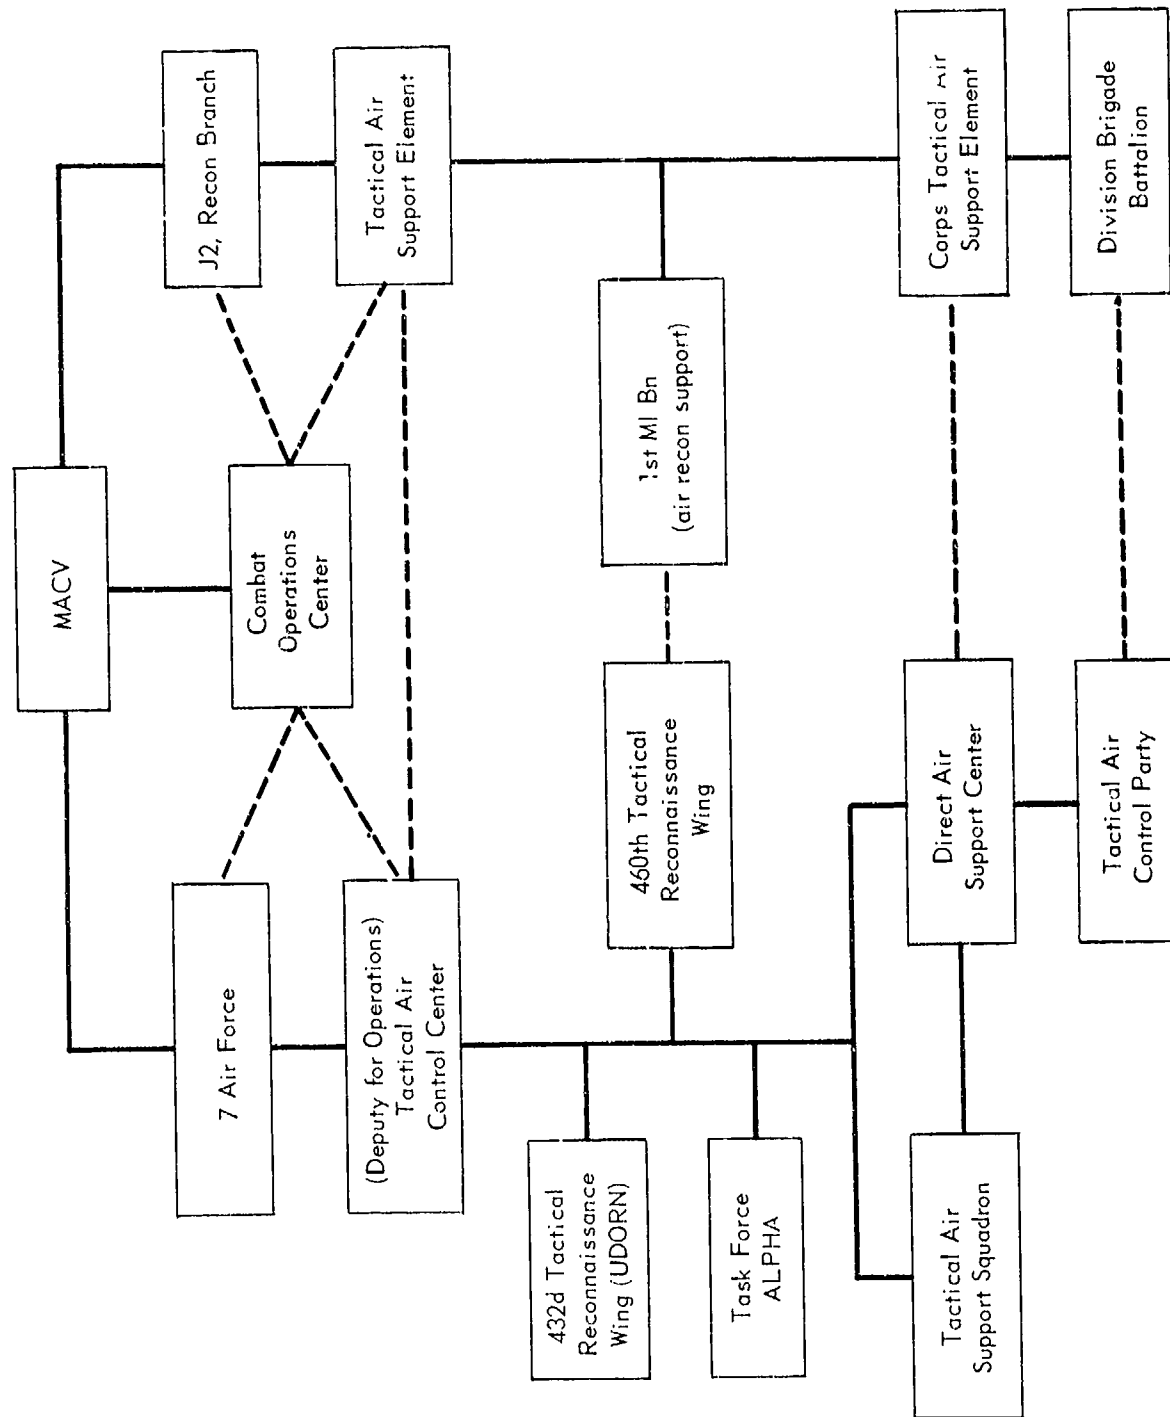 MACV
7 Air Force
Combat
Operations
Center
J2, Recon Branch
(Deputy for Operations)
Tactical Air
Control Center
Tactical Air
Support Element
432d Tactical
Reconnaissance
Wing (UDORN)
460th Tactical
Reconnaissance
Wing
1st MI Bn
(air recon support)
Task Force
ALPHA
Tactical Air
Support Squadron
Direct Air
Support Center
Corps Tactical Air
Support Element
Tactical Air
Control Party
Division Brigade
Battalion